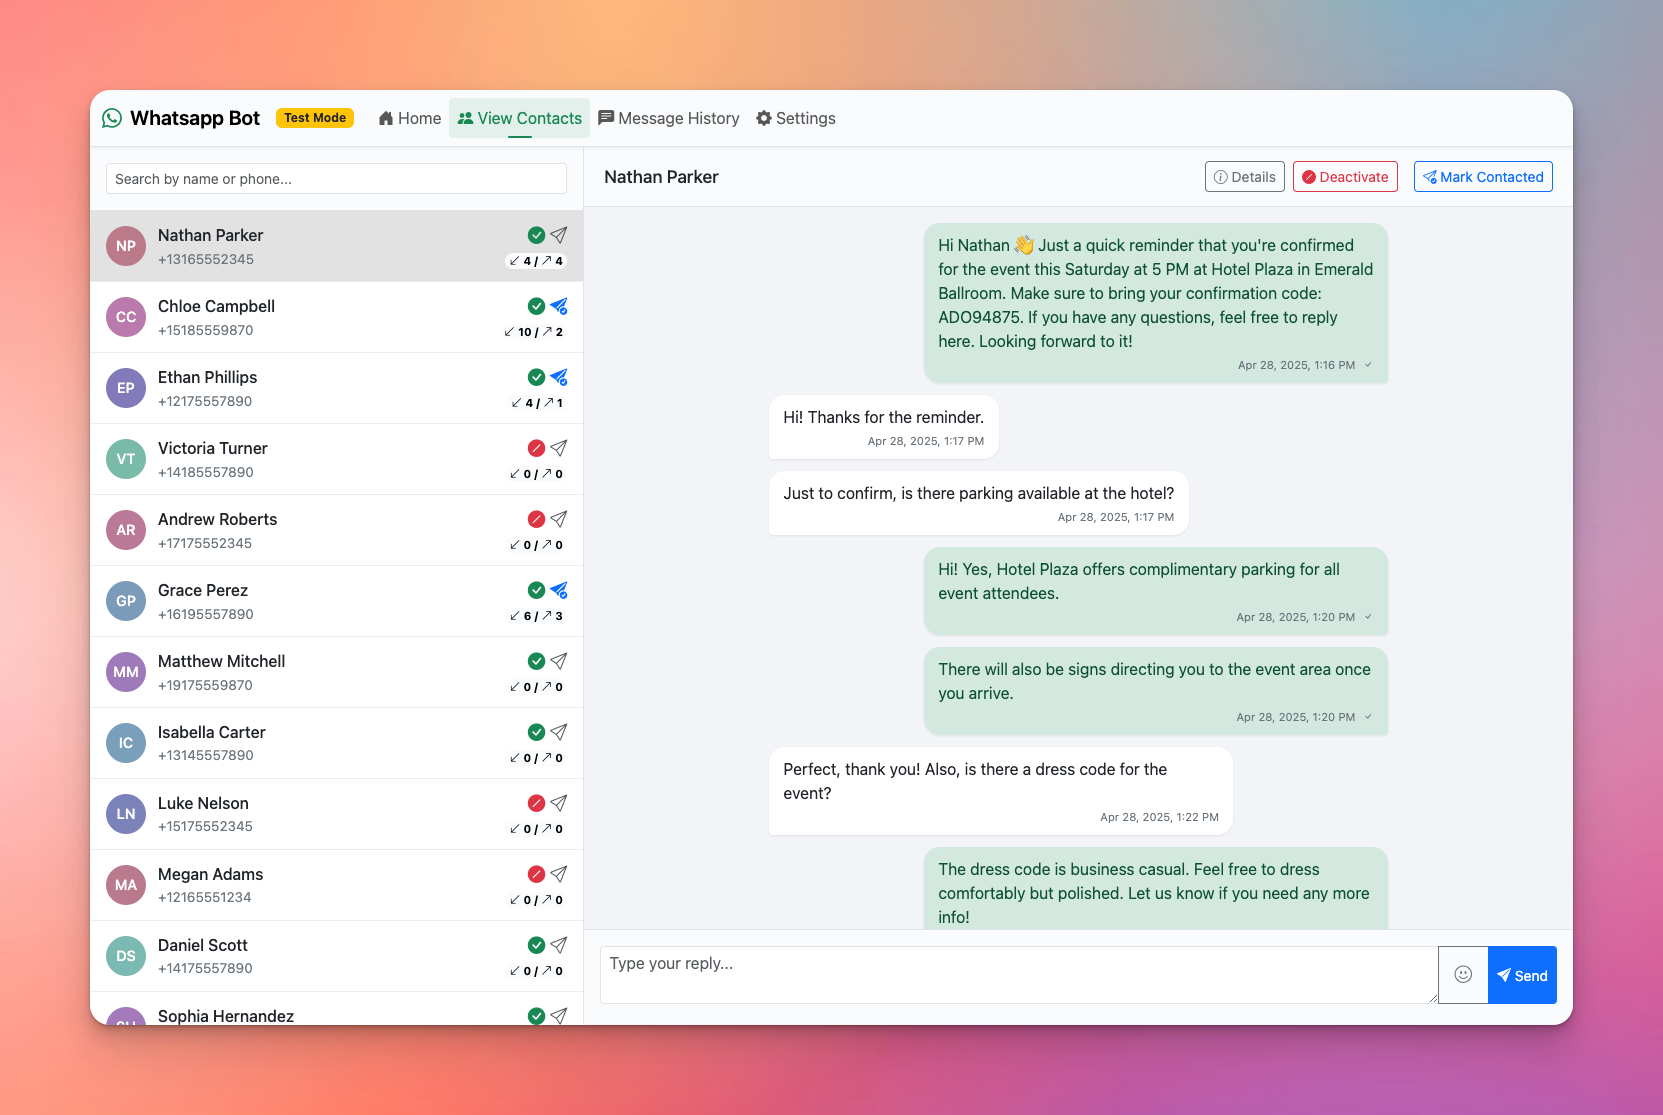 Whatsapp Bot
Test Mode
Home
View Contacts
Message History
Settings
Search by name or phone...
NP
Nathan Parker
+13165552345
4 / 4
CC
Chloe Campbell
+15185559870
10 / 2
EP
Ethan Phillips
+12175557890
4 / 1
VT
Victoria Turner
+14185557890
0 / 0
AR
Andrew Roberts
+17175552345
0 / 0
GP
Grace Perez
+16195557890
6 / 3
MM
Matthew Mitchell
+19175559870
0 / 0
IC
Isabella Carter
+13145557890
0 / 0
LN
Luke Nelson
+15175552345
0 / 0
MA
Megan Adams
+12165551234
0 / 0
DS
Daniel Scott
+14175557890
0 / 0
SH
Sophia Hernandez
Nathan Parker
Details
Deactivate
Mark Contacted
Hi Nathan 👋 Just a quick reminder that you're confirmed
for the event this Saturday at 5 PM at Hotel Plaza in Emerald
Ballroom. Make sure to bring your confirmation code:
ADO94875. If you have any questions, feel free to reply
here. Looking forward to it!
Apr 28, 2025, 1:16 PM
Hi! Thanks for the reminder.
Apr 28, 2025, 1:17 PM
Just to confirm, is there parking available at the hotel?
Apr 28, 2025, 1:17 PM
Hi! Yes, Hotel Plaza offers complimentary parking for all
event attendees.
Apr 28, 2025, 1:20 PM
There will also be signs directing you to the event area once
you arrive.
Apr 28, 2025, 1:20 PM
Perfect, thank you! Also, is there a dress code for the
event?
Apr 28, 2025, 1:22 PM
The dress code is business casual. Feel free to dress
comfortably but polished. Let us know if you need any more
info!
Type your reply...
Send